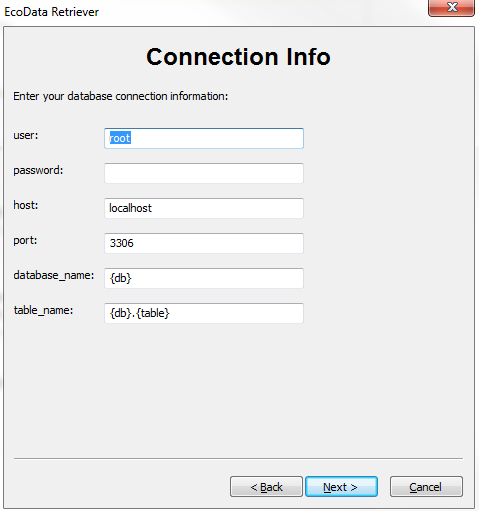 EcoData Retriever
Connection Info
Enter your database connection information:
user: root
password:
host: localhost
port: 3306
database_name: {db}
table_name: {db}.{table}
< Back Next > Cancel